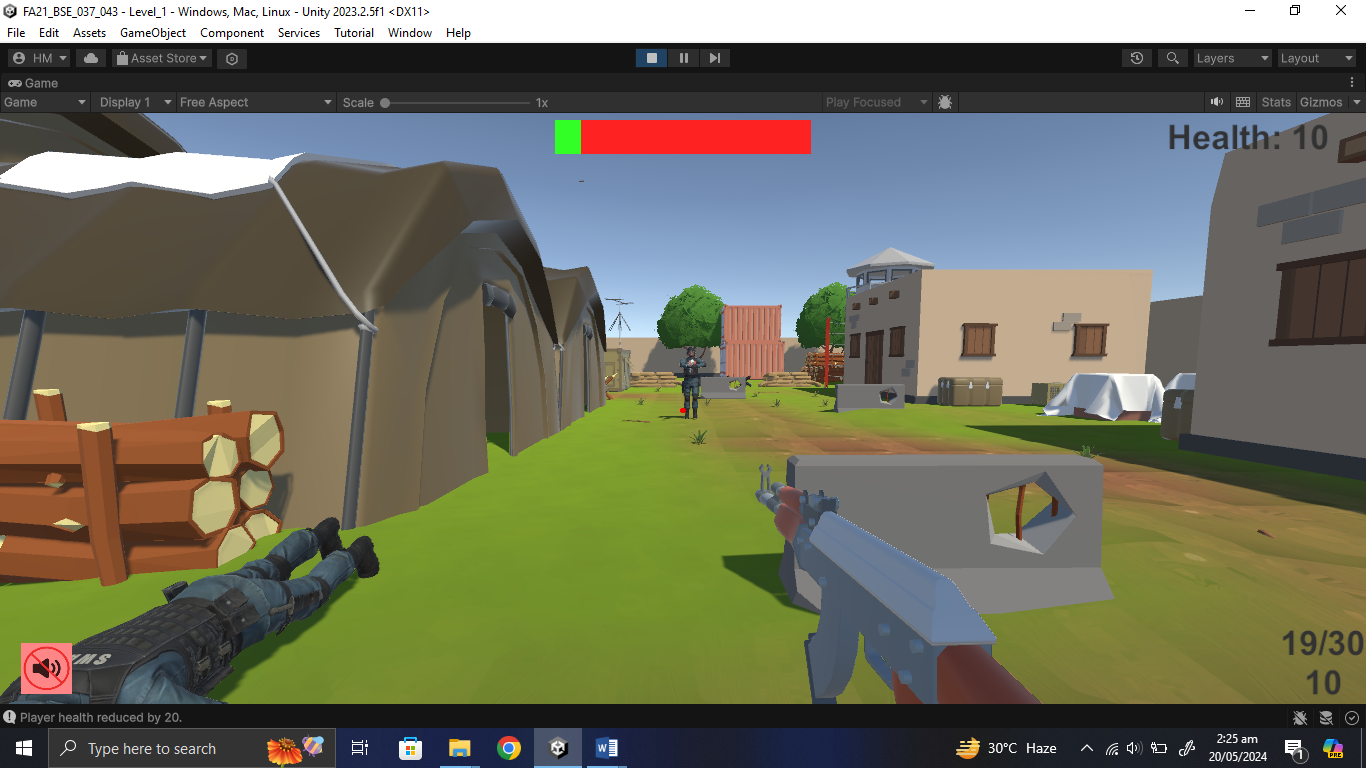 FA21_BSE_037_043 - Level_1 - Windows, Mac, Linux - Unity 2023.2.5f1 <DX11>
File Edit Assets GameObject Component Services Tutorial Window Help
HM Asset Store Layers Layout
Game
Game Display 1 Free Aspect Scale 1x Play Focused Stats Gizmos
Health: 10
19/30
10
Player health reduced by 20.
Type here to search 30°C Haze 2:25 am
20/05/2024 1 PRE